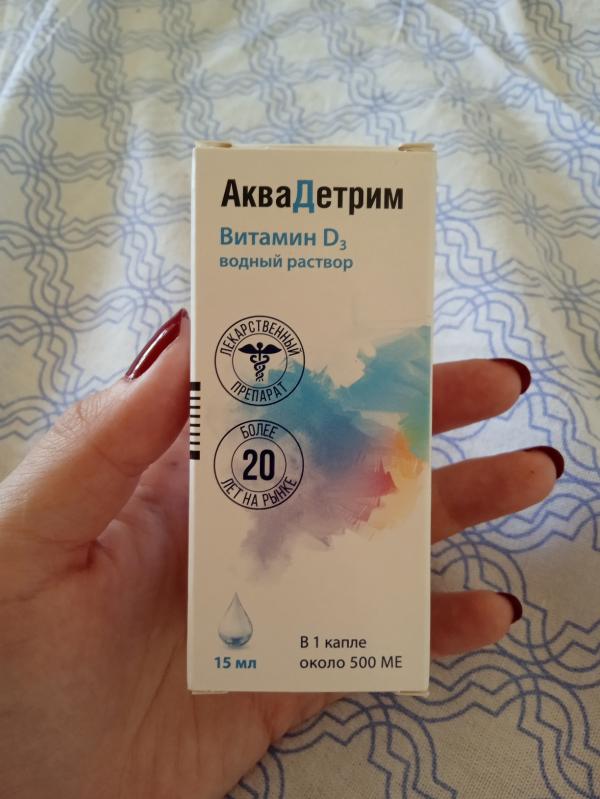 АкваДетрим
Витамин D₃
водный раствор
ЛЕКАРСТВЕННЫЙ
ПРЕПАРАТ
БОЛЕЕ
20
ЛЕТ НА РЫНКЕ
15 мл
В 1 капле
около 500 МЕ